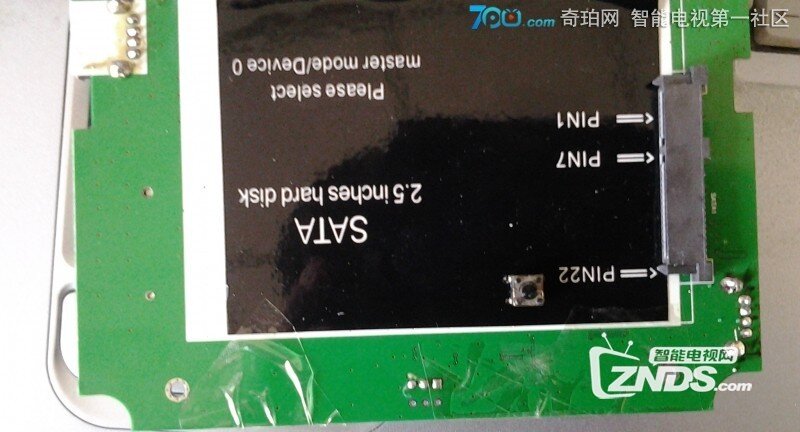 700.com 奇珀网 智能电视第一社区
SATA
2.5 inches hard disk
Please select
master mode/Device 0
PIN22
PIN7
PIN1
智能电视网
ZNDS.com